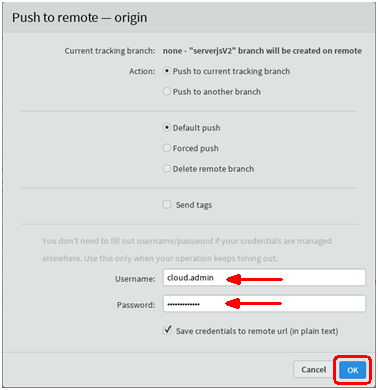 Push to remote — origin
Current tracking branch: none - "serverjsV2" branch will be created on remote
Action: Push to current tracking branch
Push to another branch
Default push
Forced push
Delete remote branch
Send tags
You don't need to fill out username/password if your credentials are managed
elsewhere. Use this only when your operation keeps timing out.
Username: cloud.admin
Password: •••••••••••••
Save credentials to remote url (in plain text)
Cancel OK